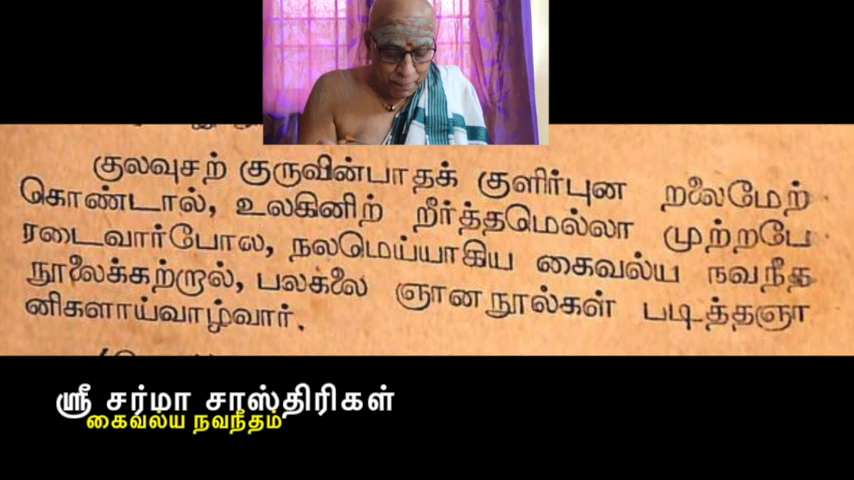 குலவுசற் குருவின்பாதக் குளிர்புன றலைமேற்
கொண்டால், உலகினிற் றீர்த்தமெல்லா முற்றபே
ரடைவார்போல, நலமெய்யாகிய கைவல்ய நவநீத
நூலைக்கற்றால், பலகலை ஞானநூல்கள் படித்தஞா
னிகளாய்வாழ்வார்.
ஸ்ரீ சர்மா சாஸ்திரிகள்
கைவல்ய நவநீதம்